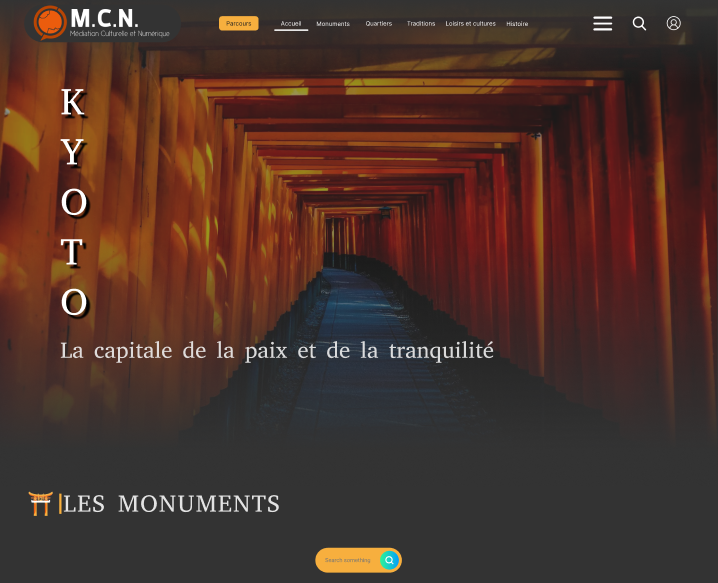 M.C.N.
Médiation Culturelle et Numérique
Parcours
Accueil
Monuments
Quartiers
Traditions
Loisirs et cultures
Histoire
K
Y
O
T
O
La capitale de la paix et de la tranquilité
LES MONUMENTS
Search something